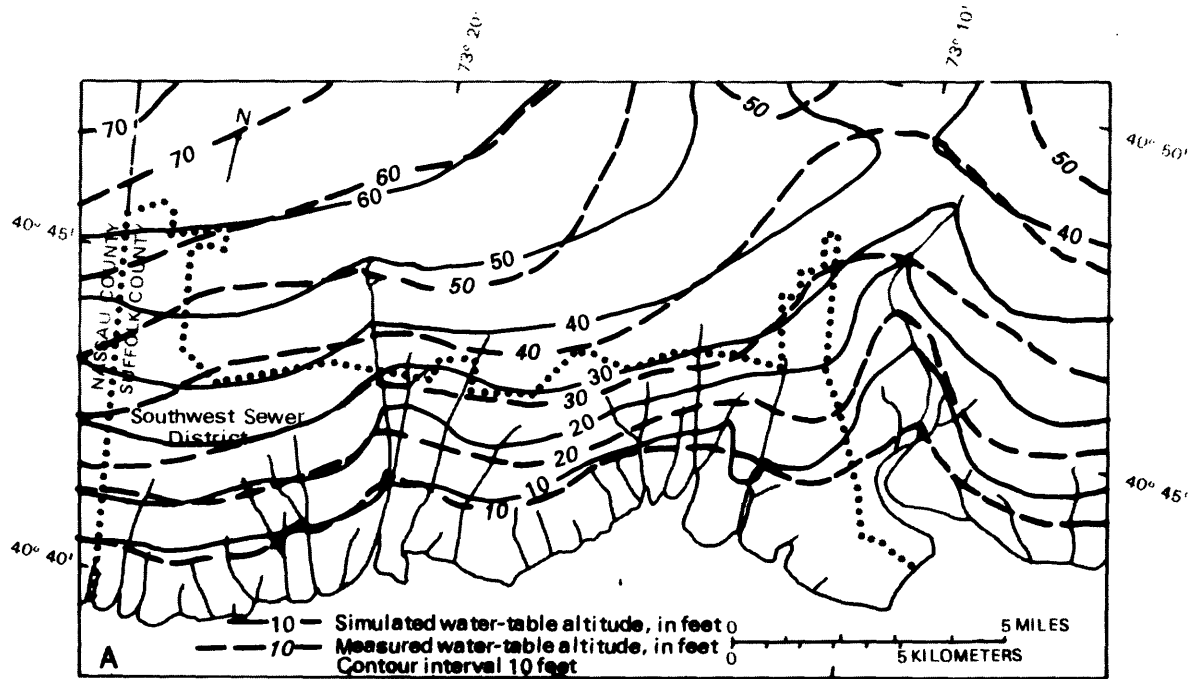 73° 20'
73° 10'
N
70
70
60
60
50
50
50
50
40° 50'
40° 45'
40
NASSAU COUNTY
SUFFOLK COUNTY
40
40
30
30
20
20
10
10
Southwest Sewer
District
40° 45'
40° 40'
10 Simulated water-table altitude, in feet
10 Measured water-table altitude, in feet
Contour interval 10 feet
0 5 MILES
0 5 KILOMETERS
A